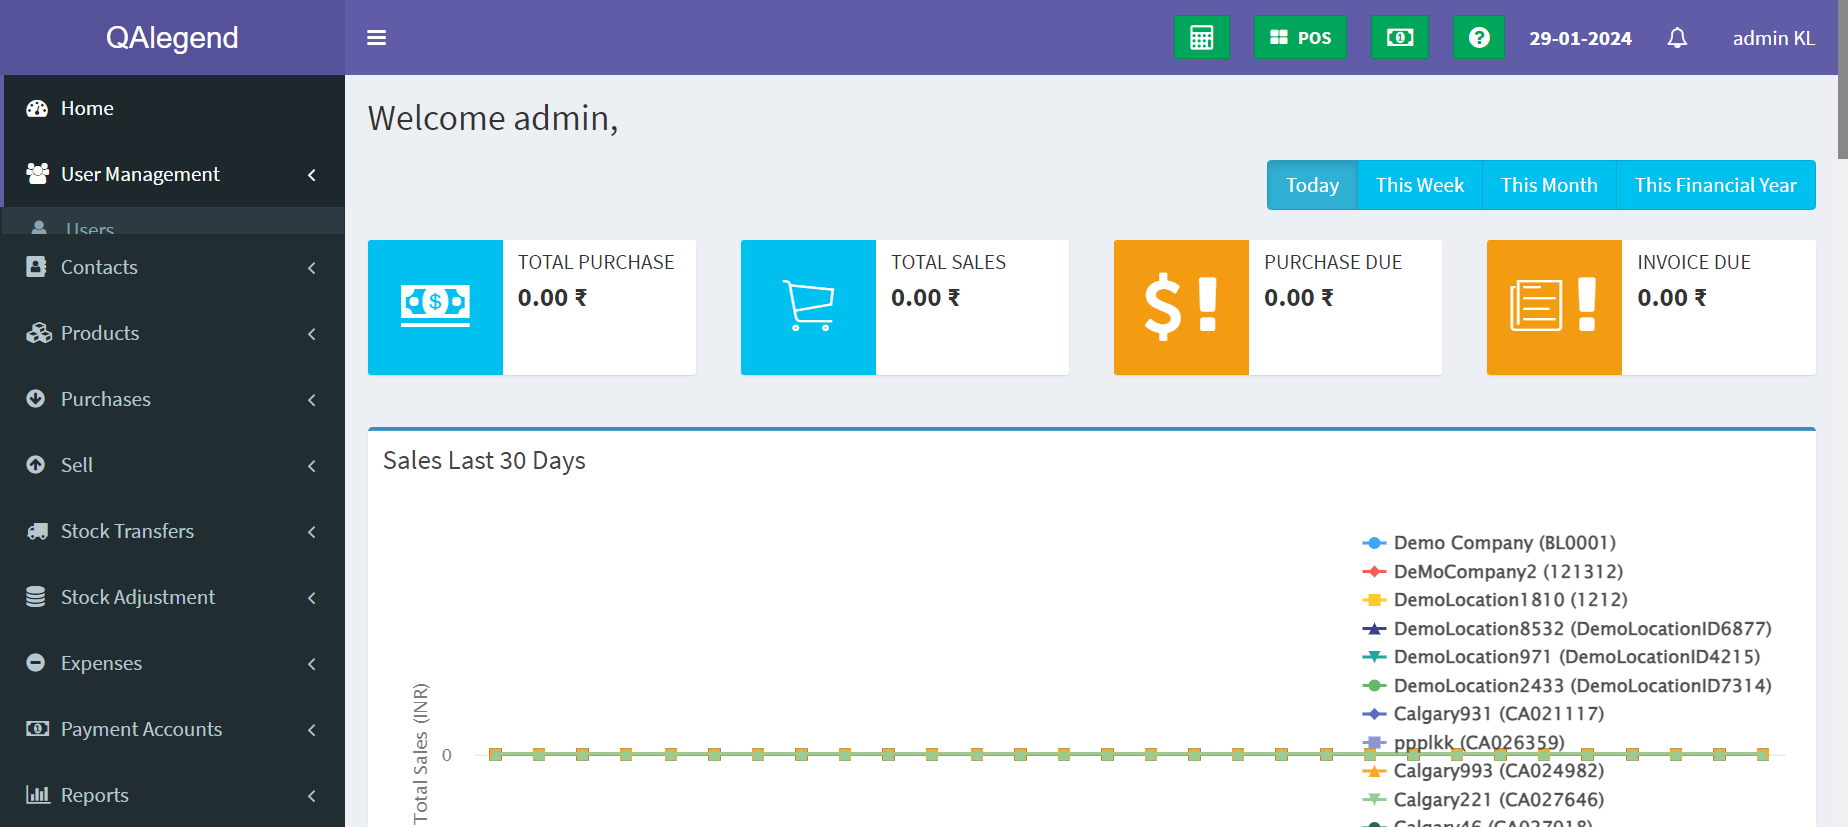 QAlegend
POS
29-01-2024
admin KL
Home
User Management
Users
Contacts
Products
Purchases
Sell
Stock Transfers
Stock Adjustment
Expenses
Payment Accounts
Reports
Welcome admin,
Today
This Week
This Month
This Financial Year
TOTAL PURCHASE
0.00 ₹
TOTAL SALES
0.00 ₹
PURCHASE DUE
0.00 ₹
INVOICE DUE
0.00 ₹
Sales Last 30 Days
Total Sales (INR)
0
Demo Company (BL0001)
DeMoCompany2 (121312)
DemoLocation1810 (1212)
DemoLocation8532 (DemoLocationID6877)
DemoLocation971 (DemoLocationID4215)
DemoLocation2433 (DemoLocationID7314)
Calgary931 (CA021117)
ppplkk (CA026359)
Calgary993 (CA024982)
Calgary221 (CA027646)